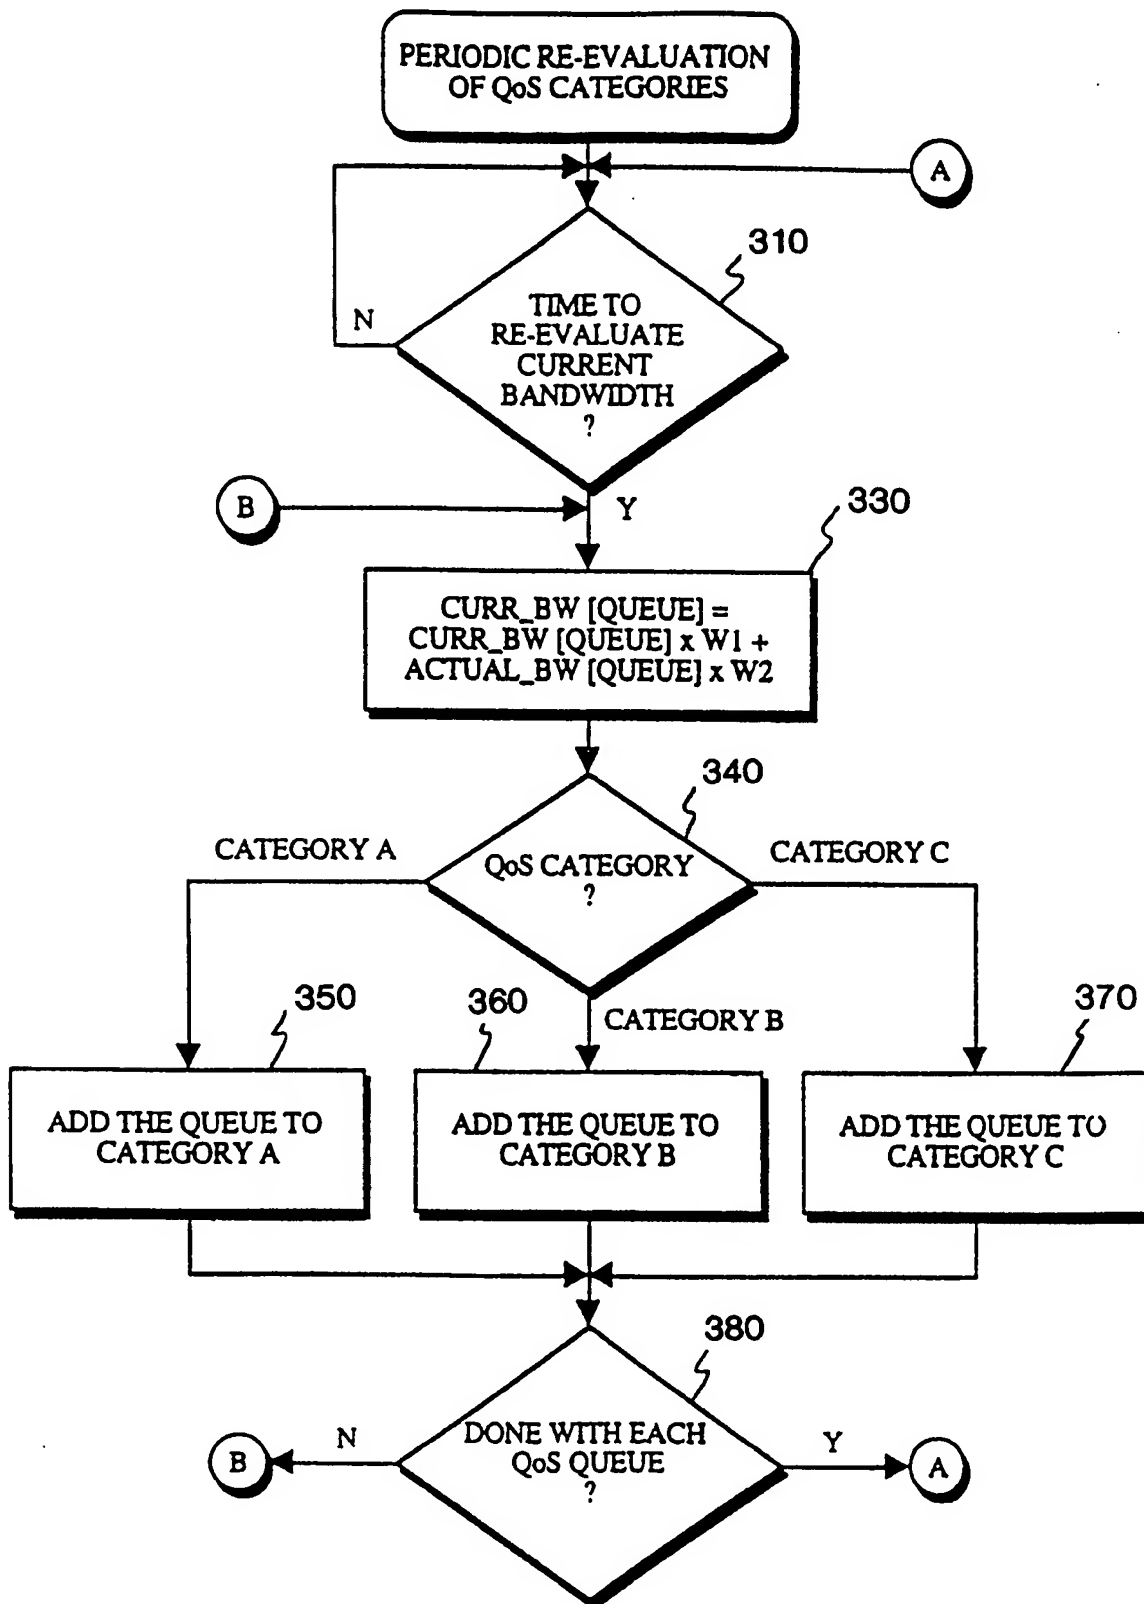 PERIODIC RE-EVALUATION
OF QoS CATEGORIES
A
310
TIME TO
RE-EVALUATE
CURRENT
BANDWIDTH
?
N
B
Y
330
CURR_BW [QUEUE] =
CURR_BW [QUEUE] x W1 +
ACTUAL_BW [QUEUE] x W2
340
CATEGORY A
QoS CATEGORY
?
CATEGORY C
350
360
CATEGORY B
370
ADD THE QUEUE TO
CATEGORY A
ADD THE QUEUE TO
CATEGORY B
ADD THE QUEUE TO
CATEGORY C
380
B
N
DONE WITH EACH
QoS QUEUE
?
Y
A